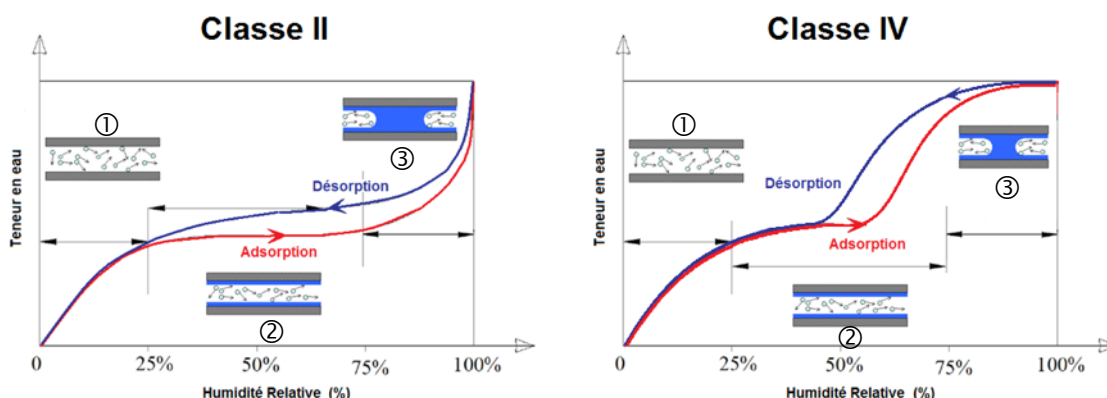 Classe II
Teneur en eau
①
③
Désorption
Adsorption
②
0
25%
50%
75%
100%
Humidité Relative (%)
Classe IV
Teneur en eau
①
③
Désorption
Adsorption
②
0
25%
50%
75%
100%
Humidité Relative (%)